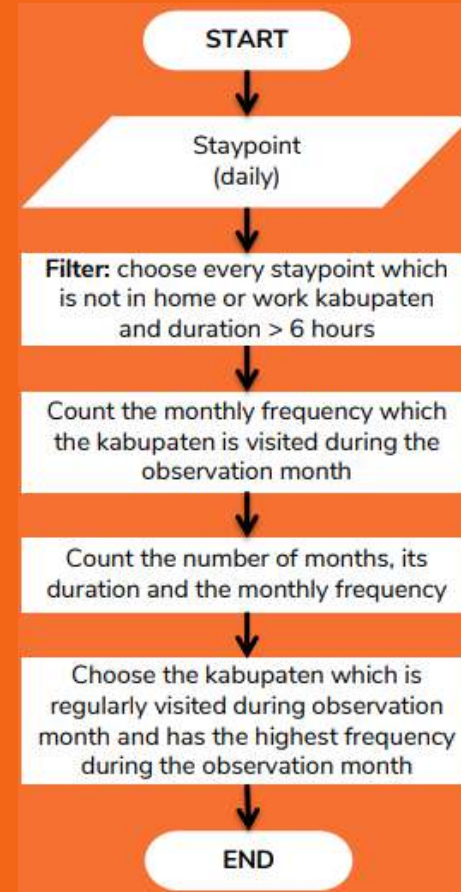 START
Staypoint
(daily)
Filter: choose every staypoint which
is not in home or work kabupaten
and duration > 6 hours
Count the monthly frequency which
the kabupaten is visited during the
observation month
Count the number of months, its
duration and the monthly frequency
Choose the kabupaten which is
regularly visited during observation
month and has the highest frequency
during the observation month
END